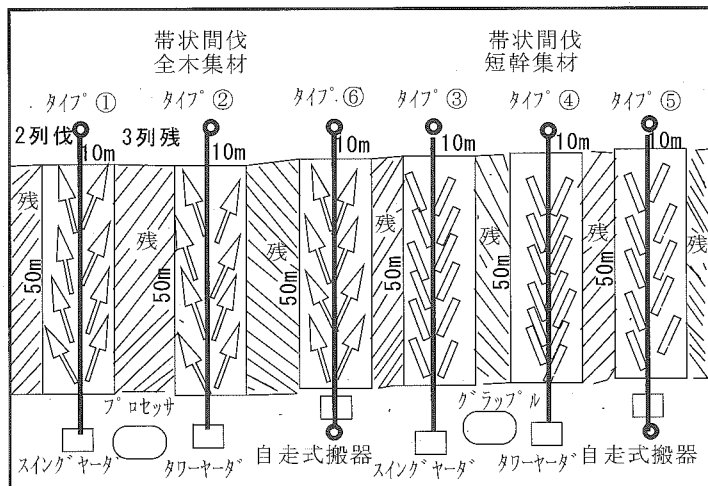 帯状間伐
全木集材
帯状間伐
短幹集材
タイプ① タイプ② タイプ⑥ タイプ③ タイプ④ タイプ⑤
2列伐 10m 3列残 10m 10m 10m 10m 10m
残 残 残 残 残 残 残
50m 50m 50m 50m 50m 50m
プロセッサ グラップル
スイングヤーダ タワーヤーダ 自走式搬器 スイングヤーダ タワーヤーダ 自走式搬器